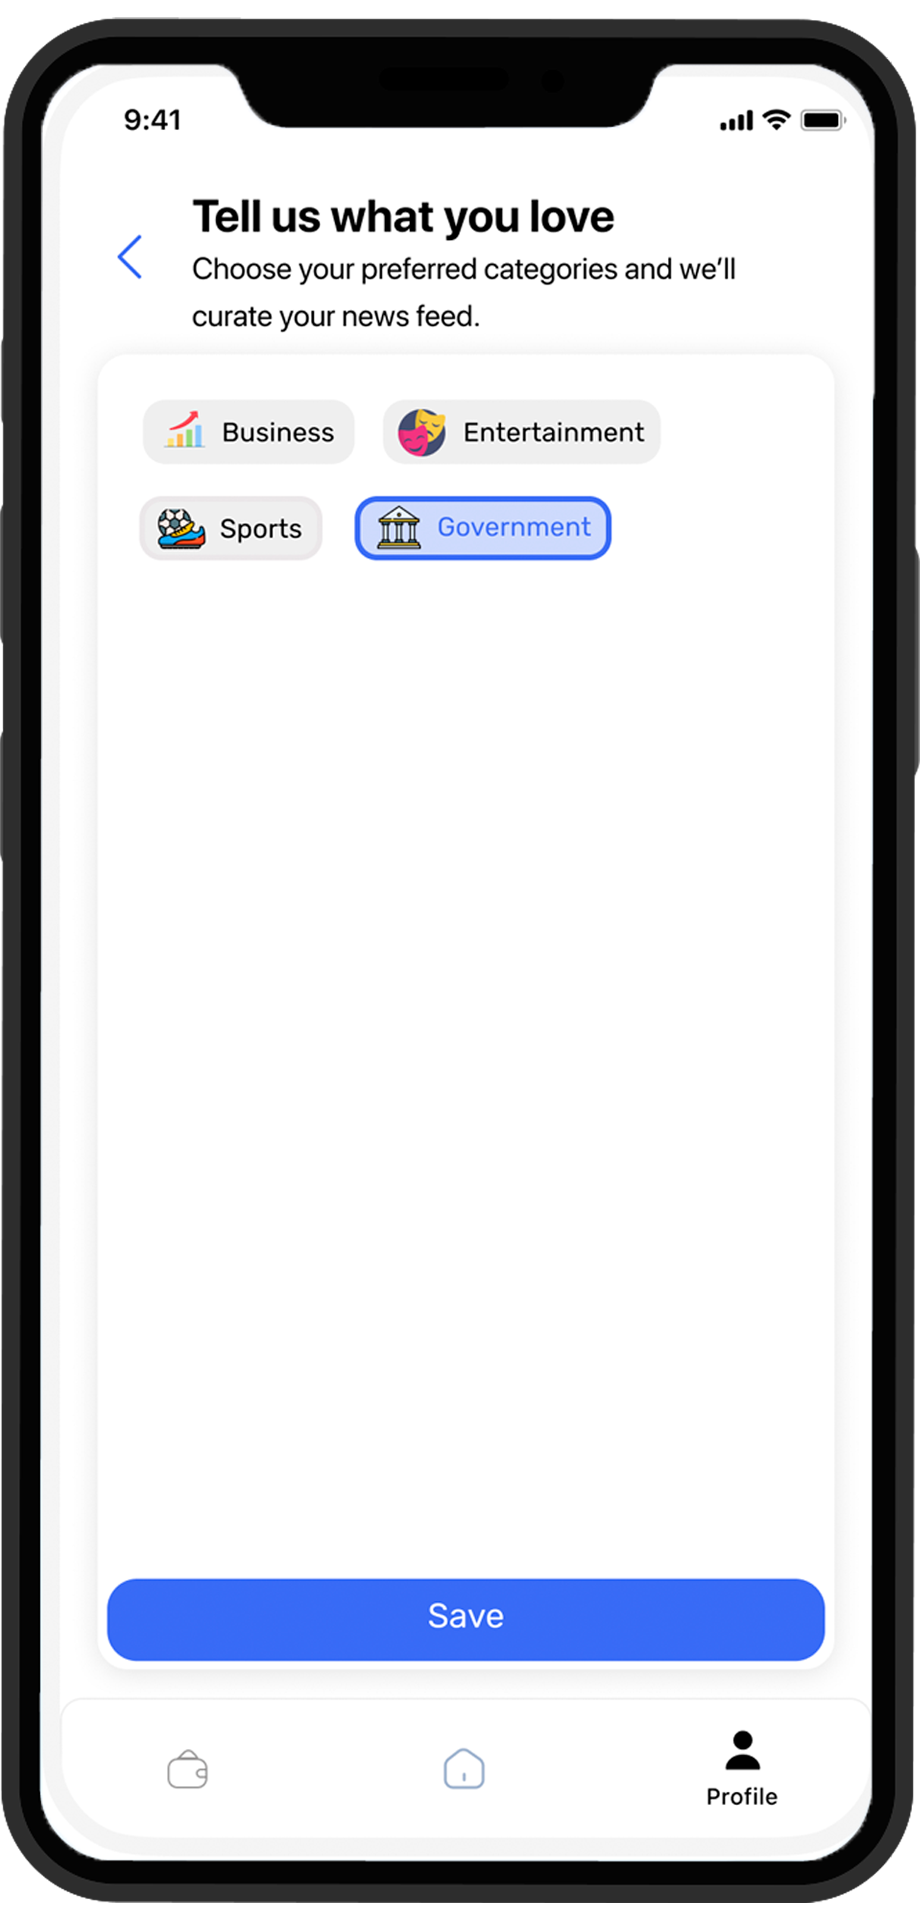 9:41
Tell us what you love
Choose your preferred categories and we’ll
curate your news feed.
Business
Entertainment
Sports
Government
Save
Profile